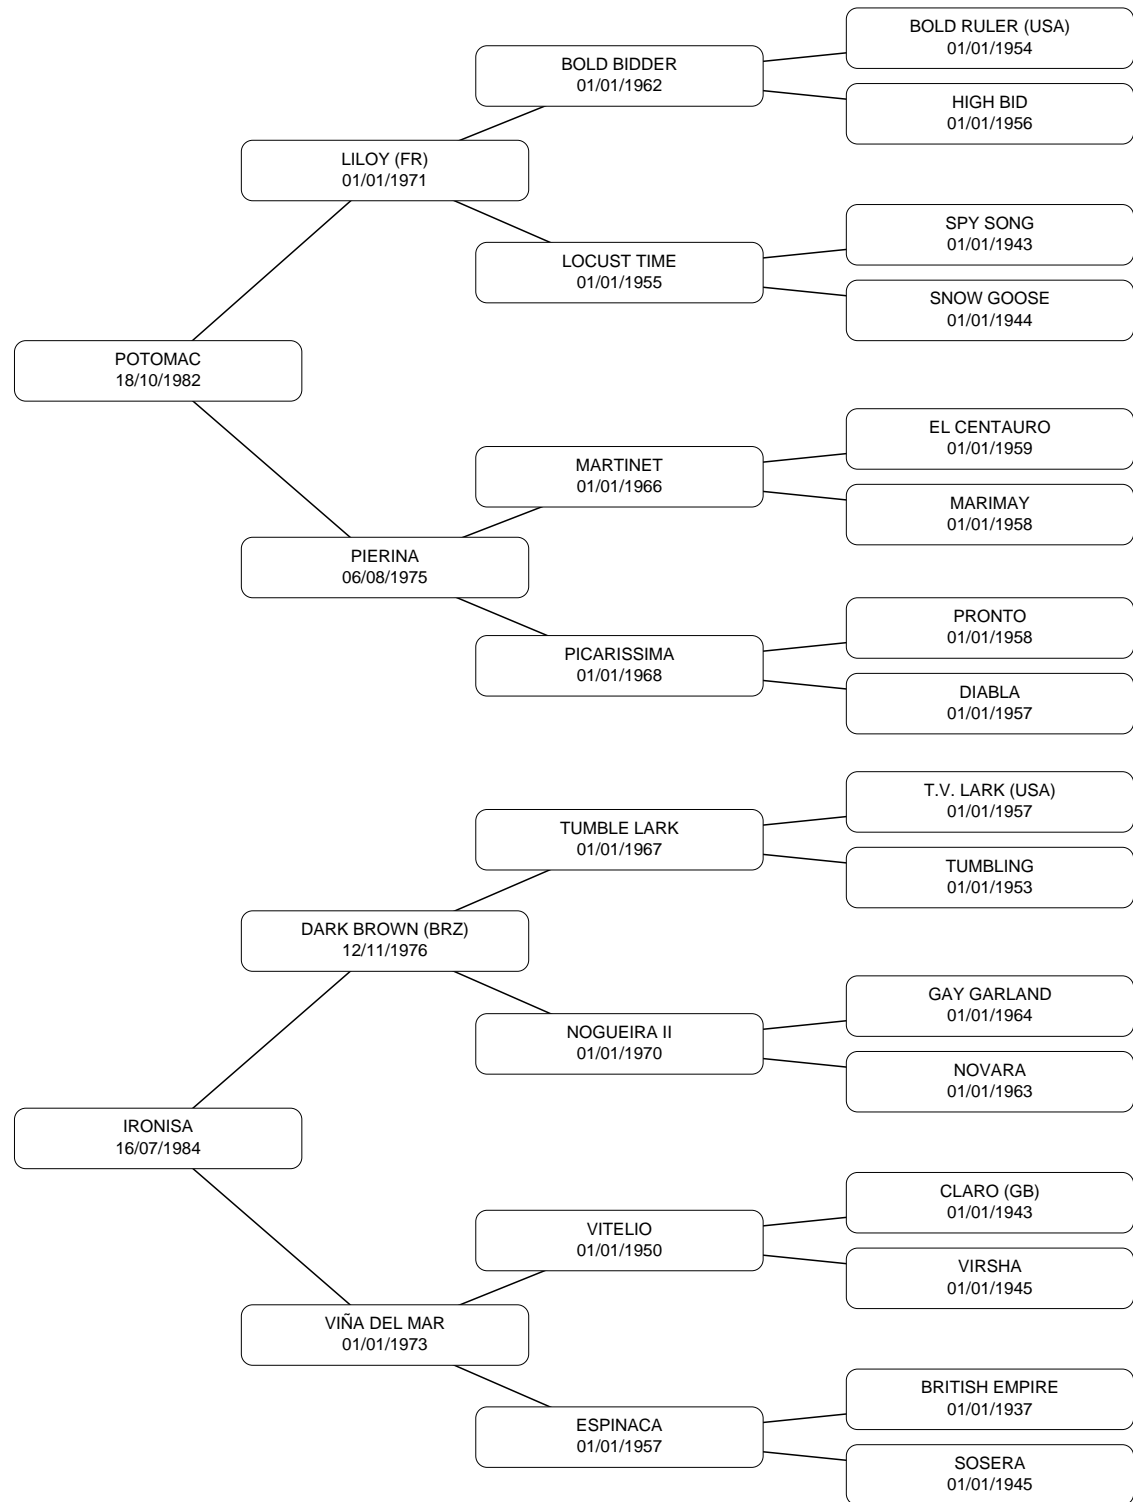 BOLD RULER (USA)
01/01/1954
BOLD BIDDER
01/01/1962
HIGH BID
01/01/1956
LILOY (FR)
01/01/1971
SPY SONG
01/01/1943
LOCUST TIME
01/01/1955
SNOW GOOSE
01/01/1944
POTOMAC
18/10/1982
EL CENTAURO
01/01/1959
MARTINET
01/01/1966
MARIMAY
01/01/1958
PIERINA
06/08/1975
PRONTO
01/01/1958
PICARISSIMA
01/01/1968
DIABLA
01/01/1957
T.V. LARK (USA)
01/01/1957
TUMBLE LARK
01/01/1967
TUMBLING
01/01/1953
DARK BROWN (BRZ)
12/11/1976
GAY GARLAND
01/01/1964
NOGUEIRA II
01/01/1970
NOVARA
01/01/1963
IRONISA
16/07/1984
CLARO (GB)
01/01/1943
VITELIO
01/01/1950
VIRSHA
01/01/1945
VIÑA DEL MAR
01/01/1973
BRITISH EMPIRE
01/01/1937
ESPINACA
01/01/1957
SOSERA
01/01/1945